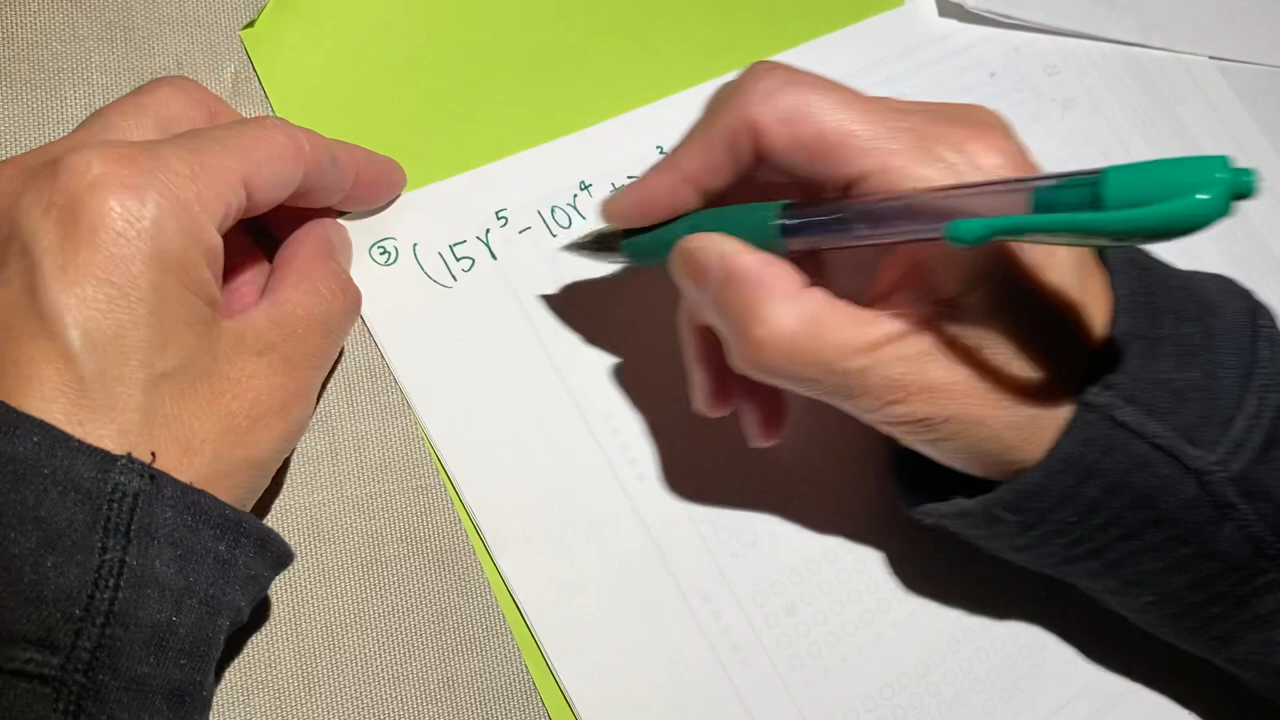 ③ (15r⁵ - 10r⁴ +